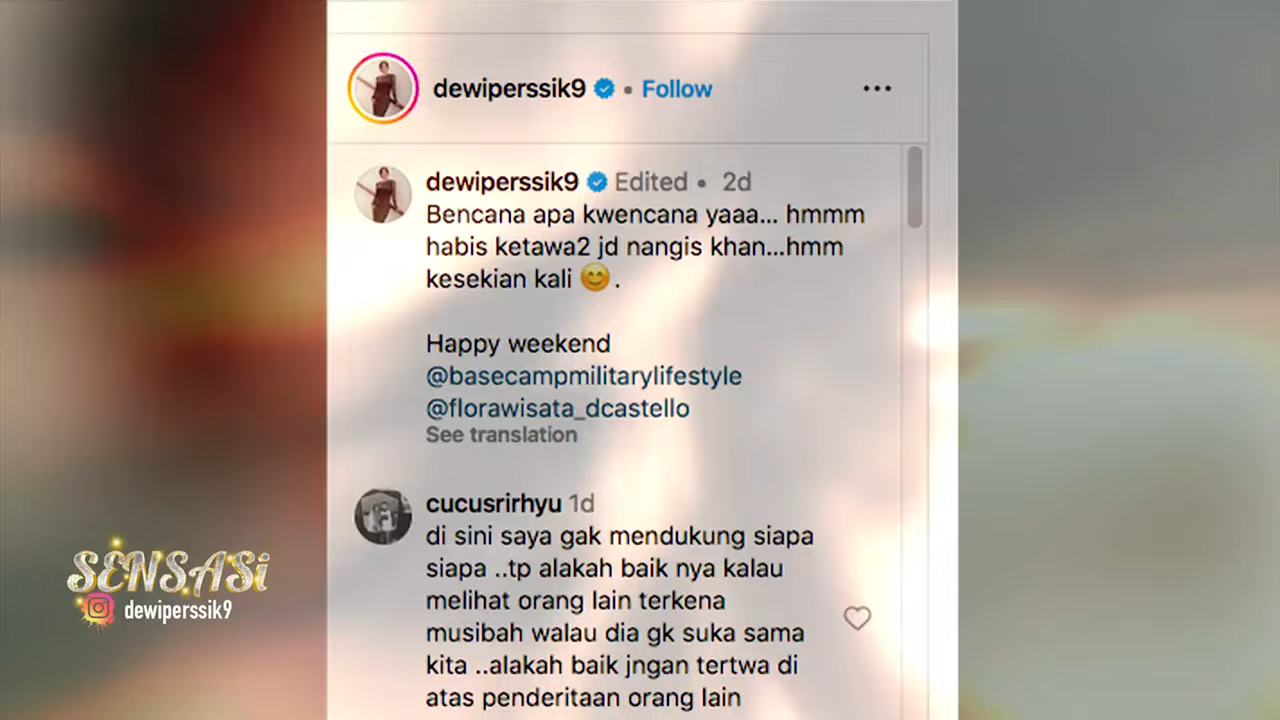 dewiperssik9 • Follow
dewiperssik9 Edited • 2d
Bencana apa kwencana yaaa... hmmm
habis ketawa2 jd nangis khan...hmm
kesekian kali 😊 .
Happy weekend
@basecampmilitarylifestyle
@florawisata_dcastello
See translation
cucusrirhyu 1d
di sini saya gak mendukung siapa
siapa ..tp alakah baik nya kalau
melihat orang lain terkena
musibah walau dia gk suka sama
kita ..alakah baik jngan tertwa di
atas penderitaan orang lain
SENSASi
dewiperssik9